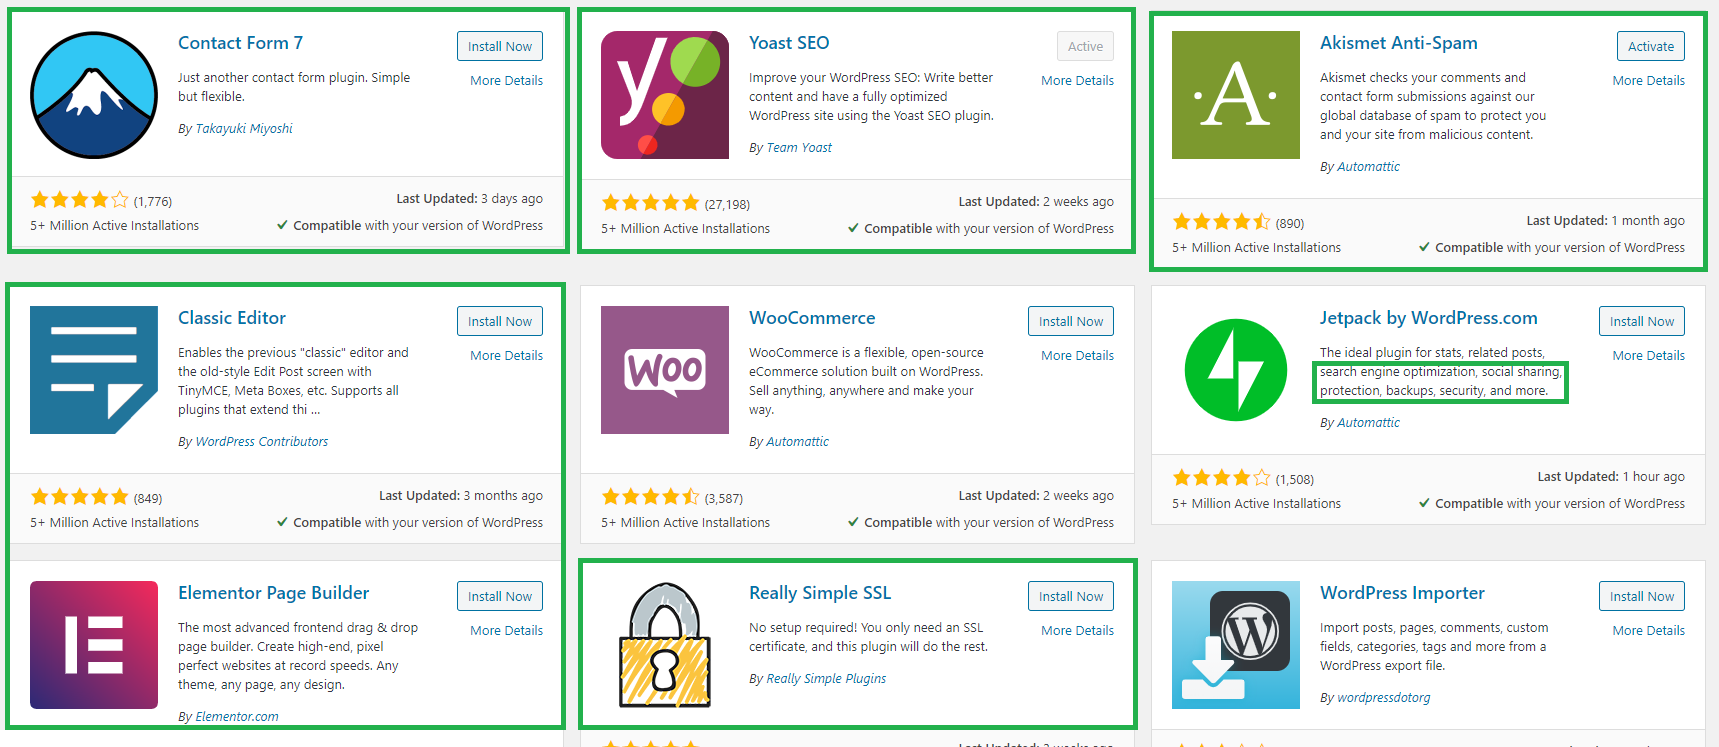 Contact Form 7
Install Now
More Details
Just another contact form plugin. Simple
but flexible.
By Takayuki Miyoshi
(1,776)
Last Updated: 3 days ago
5+ Million Active Installations
Compatible with your version of WordPress
y
Yoast SEO
Active
More Details
Improve your WordPress SEO: Write better
content and have a fully optimized
WordPress site using the Yoast SEO plugin.
By Team Yoast
(27,198)
Last Updated: 2 weeks ago
5+ Million Active Installations
Compatible with your version of WordPress
·A·
Akismet Anti-Spam
Activate
More Details
Akismet checks your comments and
contact form submissions against our
global database of spam to protect you
and your site from malicious content.
By Automattic
(890)
Last Updated: 1 month ago
5+ Million Active Installations
Compatible with your version of WordPress
Classic Editor
Install Now
More Details
Enables the previous "classic" editor and
the old-style Edit Post screen with
TinyMCE, Meta Boxes, etc. Supports all
plugins that extend thi ...
By WordPress Contributors
(849)
Last Updated: 3 months ago
5+ Million Active Installations
Compatible with your version of WordPress
Woo
WooCommerce
Install Now
More Details
WooCommerce is a flexible, open-source
eCommerce solution built on WordPress.
Sell anything, anywhere and make your
way.
By Automattic
(3,587)
Last Updated: 2 weeks ago
5+ Million Active Installations
Compatible with your version of WordPress
Jetpack by WordPress.com
Install Now
More Details
The ideal plugin for stats, related posts,
search engine optimization, social sharing,
protection, backups, security, and more.
By Automattic
(1,508)
Last Updated: 1 hour ago
5+ Million Active Installations
Compatible with your version of WordPress
Elementor Page Builder
Install Now
More Details
The most advanced frontend drag & drop
page builder. Create high-end, pixel
perfect websites at record speeds. Any
theme, any page, any design.
By Elementor.com
Really Simple SSL
Install Now
More Details
No setup required! You only need an SSL
certificate, and this plugin will do the rest.
By Really Simple Plugins
W
WordPress Importer
Install Now
More Details
Import posts, pages, comments, custom
fields, categories, tags and more from a
WordPress export file.
By wordpressdotorg